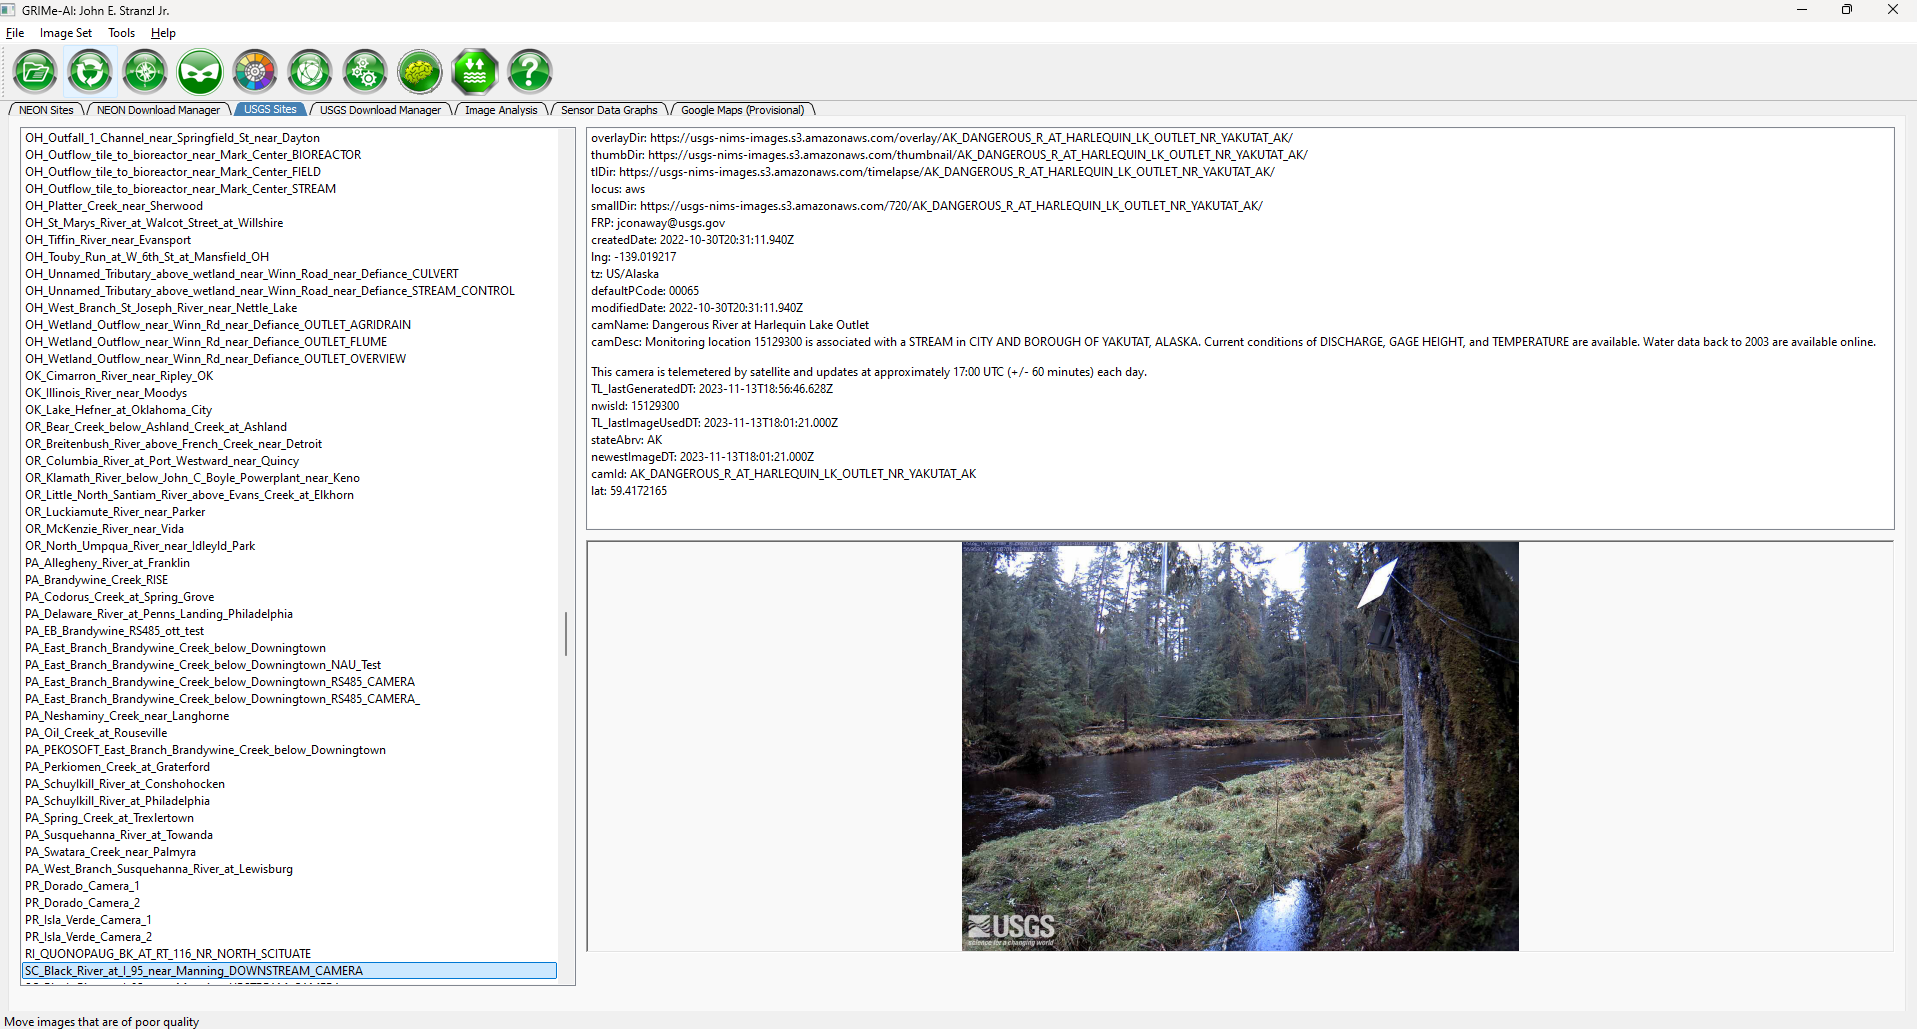 GRIMe-AI: John E. Stranzl Jr.
File Image Set Tools Help
NEON Sites NEON Download Manager USGS Sites USGS Download Manager Image Analysis Sensor Data Graphs Google Maps (Provisional)
OH_Outfall_1_Channel_near_Springfield_St_near_Dayton
OH_Outflow_tile_to_bioreactor_near_Mark_Center_BIOREACTOR
OH_Outflow_tile_to_bioreactor_near_Mark_Center_FIELD
OH_Outflow_tile_to_bioreactor_near_Mark_Center_STREAM
OH_Platter_Creek_near_Sherwood
OH_St_Marys_River_at_Walcot_Street_at_Willshire
OH_Tiffin_River_near_Evansport
OH_Touby_Run_at_W_6th_St_at_Mansfield_OH
OH_Unnamed_Tributary_above_wetland_near_Winn_Road_near_Defiance_CULVERT
OH_Unnamed_Tributary_above_wetland_near_Winn_Road_near_Defiance_STREAM_CONTROL
OH_West_Branch_St_Joseph_River_near_Nettle_Lake
OH_Wetland_Outflow_near_Winn_Rd_near_Defiance_OUTLET_AGRIDRAIN
OH_Wetland_Outflow_near_Winn_Rd_near_Defiance_OUTLET_FLUME
OH_Wetland_Outflow_near_Winn_Rd_near_Defiance_OUTLET_OVERVIEW
OK_Cimarron_River_near_Ripley_OK
OK_Illinois_River_near_Moodys
OK_Lake_Hefner_at_Oklahoma_City
OR_Bear_Creek_below_Ashland_Creek_at_Ashland
OR_Breitenbush_River_above_French_Creek_near_Detroit
OR_Columbia_River_at_Port_Westward_near_Quincy
OR_Klamath_River_below_John_C_Boyle_Powerplant_near_Keno
OR_Little_North_Santiam_River_above_Evans_Creek_at_Elkhorn
OR_Luckiamute_River_near_Parker
OR_McKenzie_River_near_Vida
OR_North_Umpqua_River_near_Idleyld_Park
PA_Allegheny_River_at_Franklin
PA_Brandywine_Creek_RISE
PA_Codorus_Creek_at_Spring_Grove
PA_Delaware_River_at_Penns_Landing_Philadelphia
PA_EB_Brandywine_RS485_ott_test
PA_East_Branch_Brandywine_Creek_below_Downingtown
PA_East_Branch_Brandywine_Creek_below_Downingtown_NAU_Test
PA_East_Branch_Brandywine_Creek_below_Downingtown_RS485_CAMERA
PA_East_Branch_Brandywine_Creek_below_Downingtown_RS485_CAMERA_
PA_Neshaminy_Creek_near_Langhorne
PA_Oil_Creek_at_Rouseville
PA_PEKOSOFT_East_Branch_Brandywine_Creek_below_Downingtown
PA_Perkiomen_Creek_at_Graterford
PA_Schuylkill_River_at_Conshohocken
PA_Schuylkill_River_at_Philadelphia
PA_Spring_Creek_at_Trexlertown
PA_Susquehanna_River_at_Towanda
PA_Swatara_Creek_near_Palmyra
PA_West_Branch_Susquehanna_River_at_Lewisburg
PR_Dorado_Camera_1
PR_Dorado_Camera_2
PR_Isla_Verde_Camera_1
PR_Isla_Verde_Camera_2
RI_QUONOPAUG_BK_AT_RT_116_NR_NORTH_SCITUATE
SC_Black_River_at_I_95_near_Manning_DOWNSTREAM_CAMERA
overlayDir: https://usgs-nims-images.s3.amazonaws.com/overlay/AK_DANGEROUS_R_AT_HARLEQUIN_LK_OUTLET_NR_YAKUTAT_AK/
thumbDir: https://usgs-nims-images.s3.amazonaws.com/thumbnail/AK_DANGEROUS_R_AT_HARLEQUIN_LK_OUTLET_NR_YAKUTAT_AK/
tlDir: https://usgs-nims-images.s3.amazonaws.com/timelapse/AK_DANGEROUS_R_AT_HARLEQUIN_LK_OUTLET_NR_YAKUTAT_AK/
locus: aws
smallDir: https://usgs-nims-images.s3.amazonaws.com/720/AK_DANGEROUS_R_AT_HARLEQUIN_LK_OUTLET_NR_YAKUTAT_AK/
FRP: jconaway@usgs.gov
createdDate: 2022-10-30T20:31:11.940Z
lng: -139.019217
tz: US/Alaska
defaultPCode: 00065
modifiedDate: 2022-10-30T20:31:11.940Z
camName: Dangerous River at Harlequin Lake Outlet
camDesc: Monitoring location 15129300 is associated with a STREAM in CITY AND BOROUGH OF YAKUTAT, ALASKA. Current conditions of DISCHARGE, GAGE HEIGHT, and TEMPERATURE are available. Water data back to 2003 are available online.
This camera is telemetered by satellite and updates at approximately 17:00 UTC (+/- 60 minutes) each day.
TL_lastGeneratedDT: 2023-11-13T18:56:46.628Z
nwisId: 15129300
TL_lastImageUsedDT: 2023-11-13T18:01:21.000Z
stateAbrv: AK
newestImageDT: 2023-11-13T18:01:21.000Z
camId: AK_DANGEROUS_R_AT_HARLEQUIN_LK_OUTLET_NR_YAKUTAT_AK
lat: 59.4172165
USGS
science for a changing world
Move images that are of poor quality